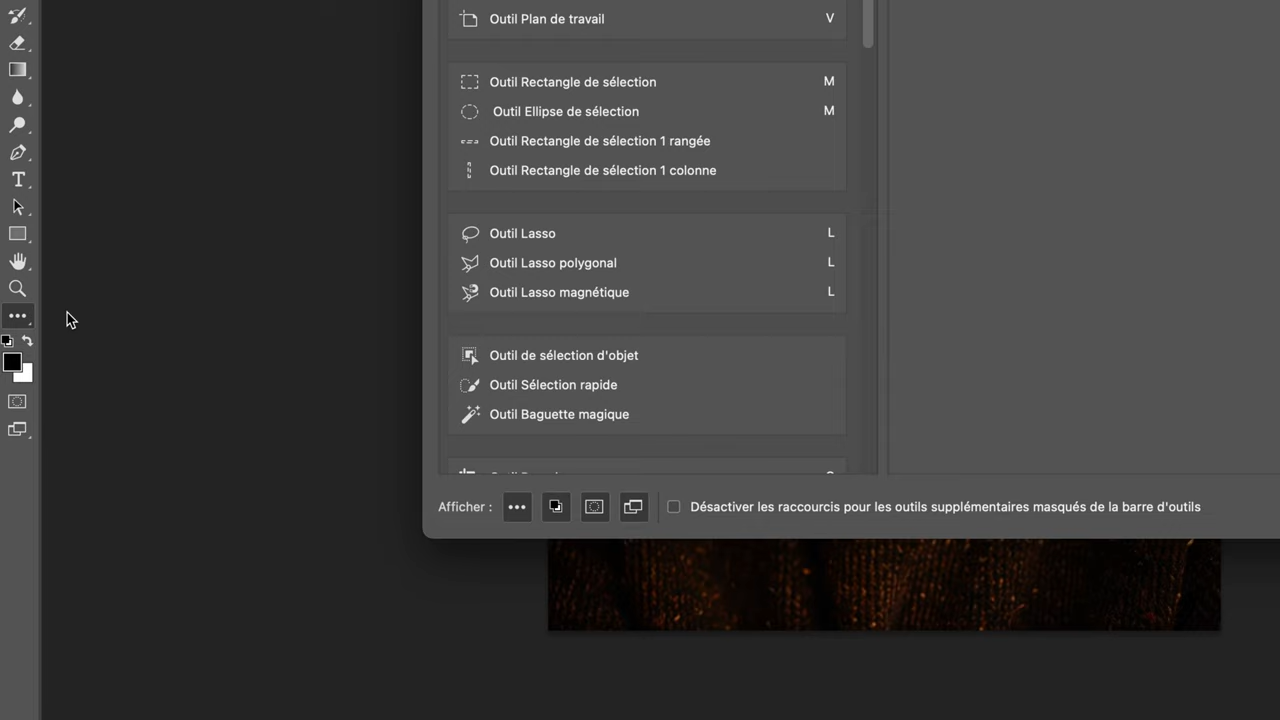 Outil Plan de travail V
Outil Rectangle de sélection M
Outil Ellipse de sélection M
Outil Rectangle de sélection 1 rangée
Outil Rectangle de sélection 1 colonne
Outil Lasso L
Outil Lasso polygonal L
Outil Lasso magnétique L
Outil de sélection d'objet
Outil Sélection rapide
Outil Baguette magique
Afficher :
Désactiver les raccourcis pour les outils supplémentaires masqués de la barre d'outils